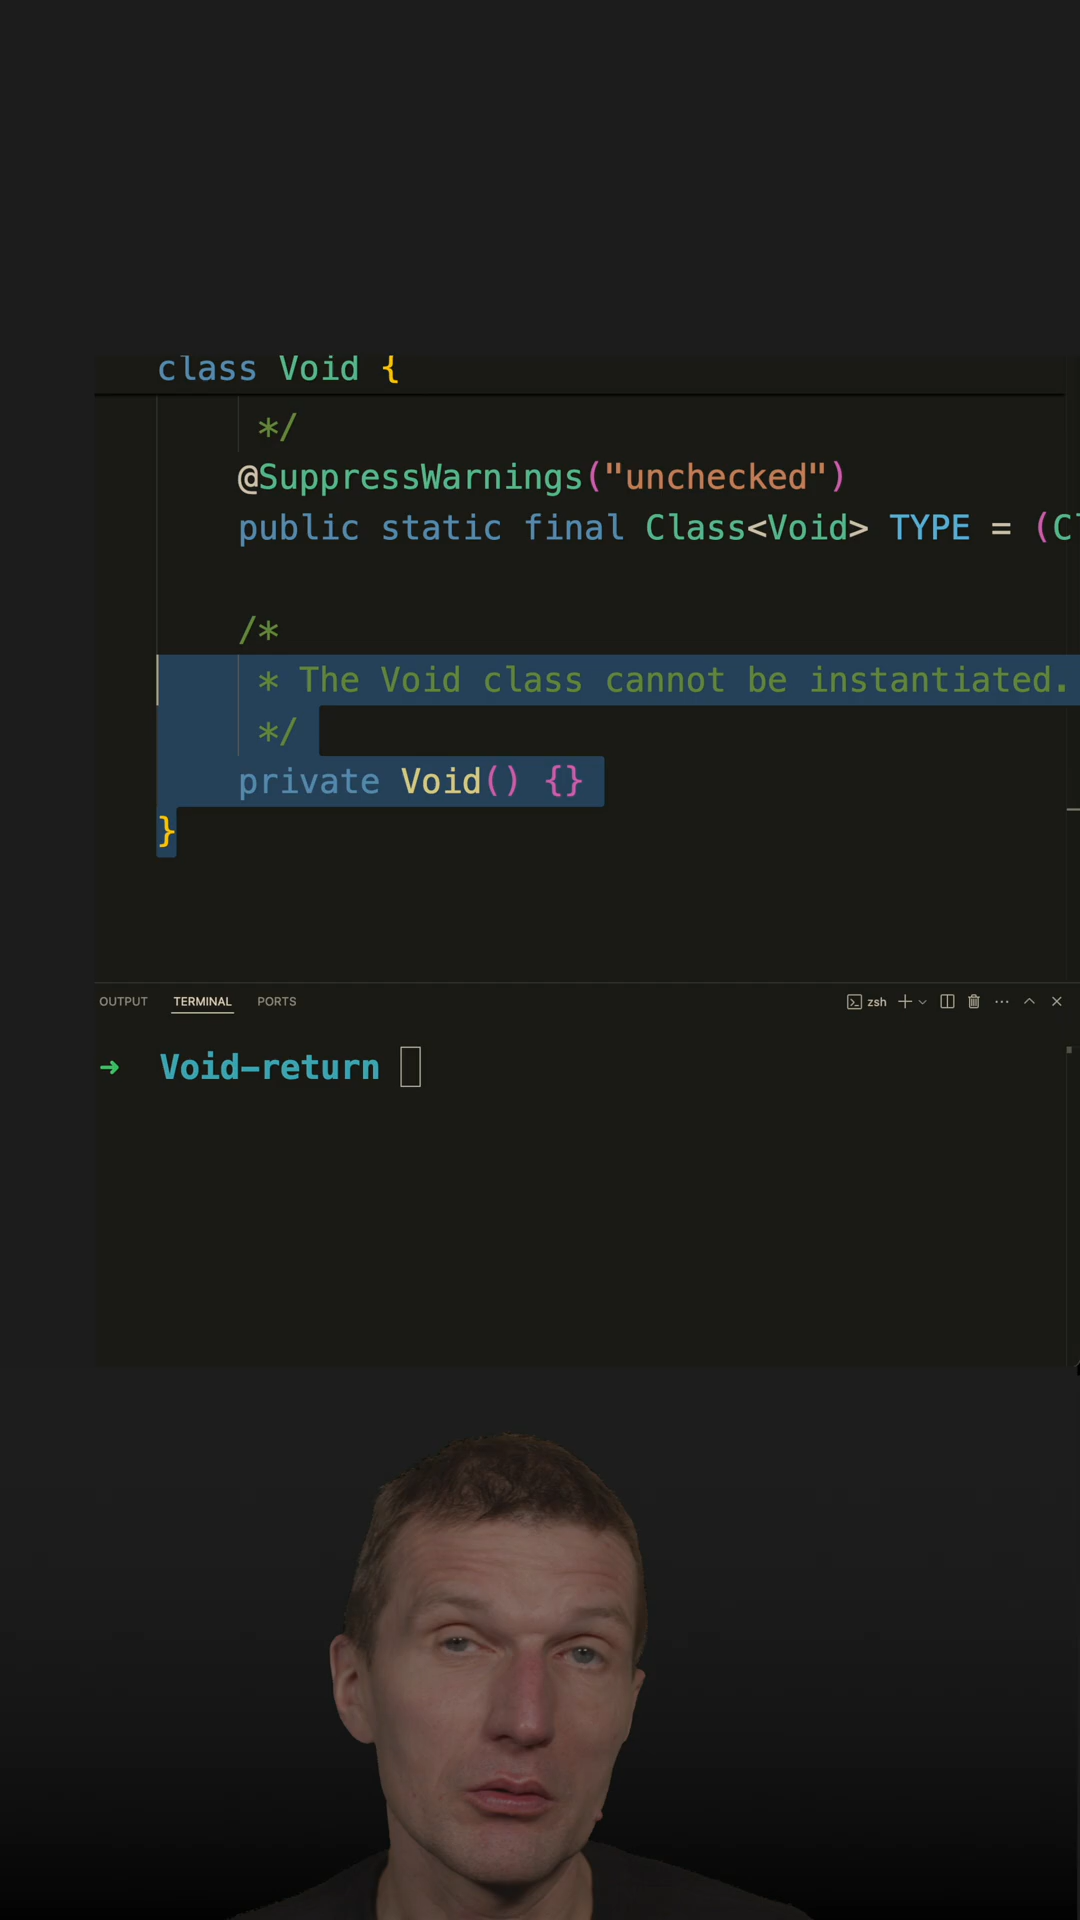 class Void {
*/
@SuppressWarnings("unchecked")
public static final Class<Void> TYPE = (Cl
/*
* The Void class cannot be instantiated.
*/
private Void() {}
}
OUTPUT TERMINAL PORTS zsh
➜ Void-return